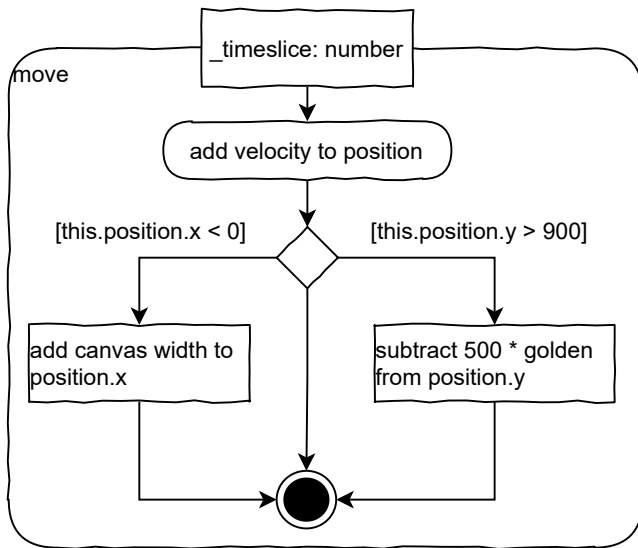 _timeslice: number
move
add velocity to position
[this.position.x < 0]
[this.position.y > 900]
add canvas width to
position.x
subtract 500 * golden
from position.y